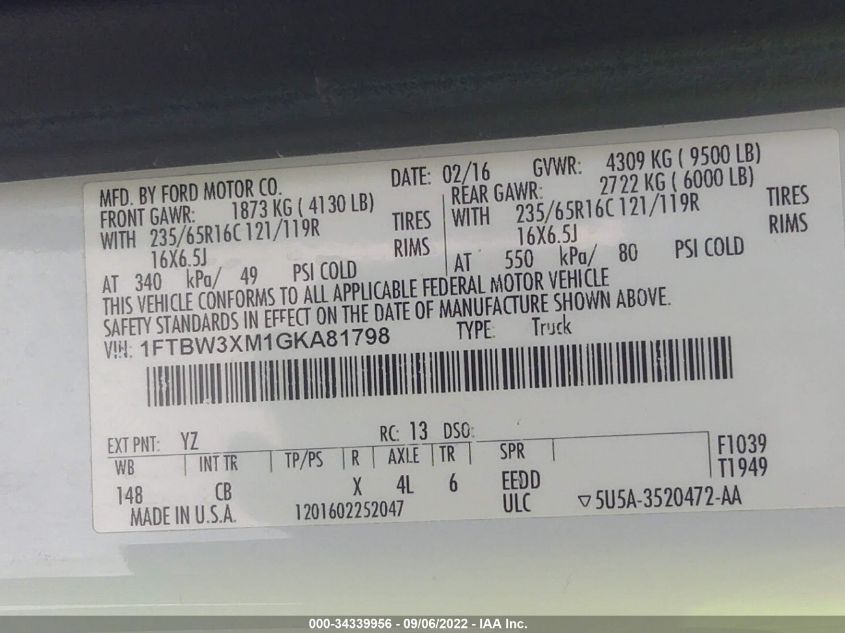 MFD. BY FORD MOTOR CO. DATE: 02/16 GVWR: 4309 KG ( 9500 LB)
FRONT GAWR: 1873 KG ( 4130 LB) REAR GAWR: 2722 KG ( 6000 LB)
WITH 235/65R16C 121/119R TIRES WITH 235/65R16C 121/119R TIRES
16X6.5J RIMS 16X6.5J RIMS
AT 340 kPa/ 49 PSI COLD AT 550 kPa/ 80 PSI COLD
THIS VEHICLE CONFORMS TO ALL APPLICABLE FEDERAL MOTOR VEHICLE
SAFETY STANDARDS IN EFFECT ON THE DATE OF MANUFACTURE SHOWN ABOVE.
VIN: 1FTBW3XM1GKA81798 TYPE: Truck
EXT PNT: YZ RC: 13 DSO:
WB INT TR TP/PS R AXLE TR SPR F1039
T1949
148 CB X 4L 6 EEDD
ULC ▽5U5A-3520472-AA
MADE IN U.S.A. 1201602252047
000-34339956 - 09/06/2022 - IAA Inc.